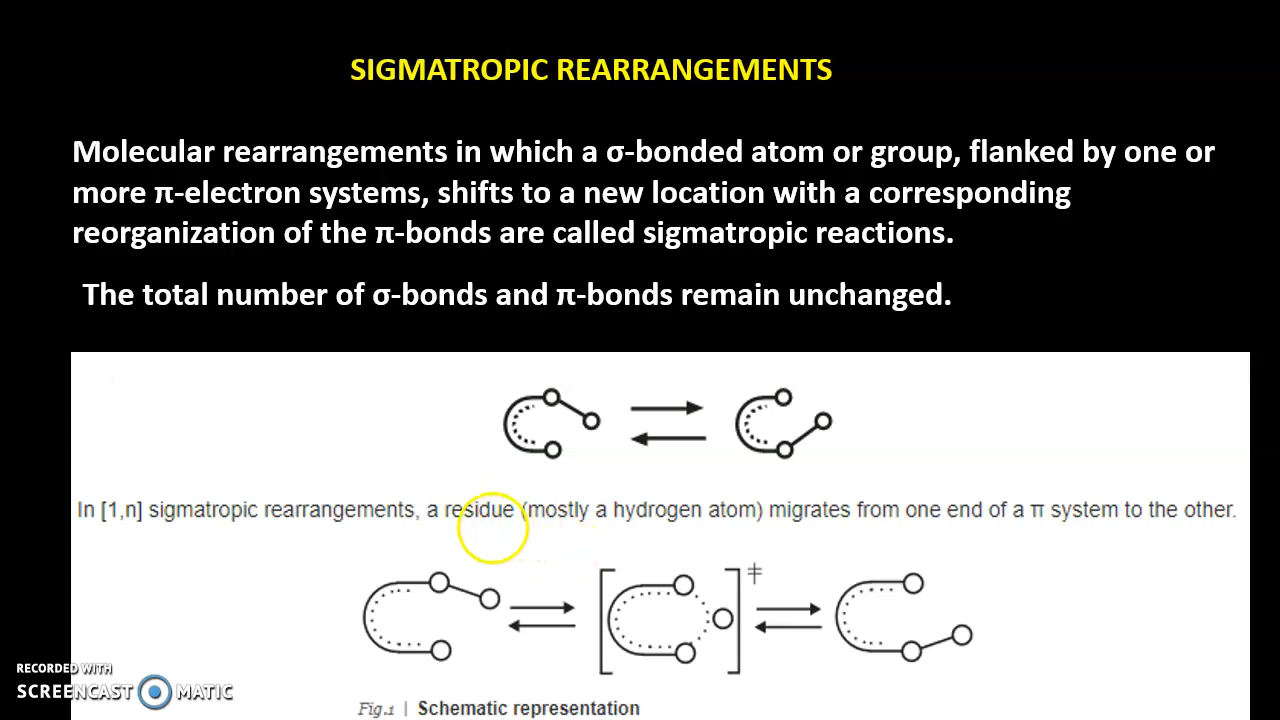 SIGMATROPIC REARRANGEMENTS
Molecular rearrangements in which a σ-bonded atom or group, flanked by one or
more π-electron systems, shifts to a new location with a corresponding
reorganization of the π-bonds are called sigmatropic reactions.
The total number of σ-bonds and π-bonds remain unchanged.
In [1,n] sigmatropic rearrangements, a residue (mostly a hydrogen atom) migrates from one end of a π system to the other.
‡
RECORDED WITH
SCREENCAST MATIC
Fig.1 | Schematic representation